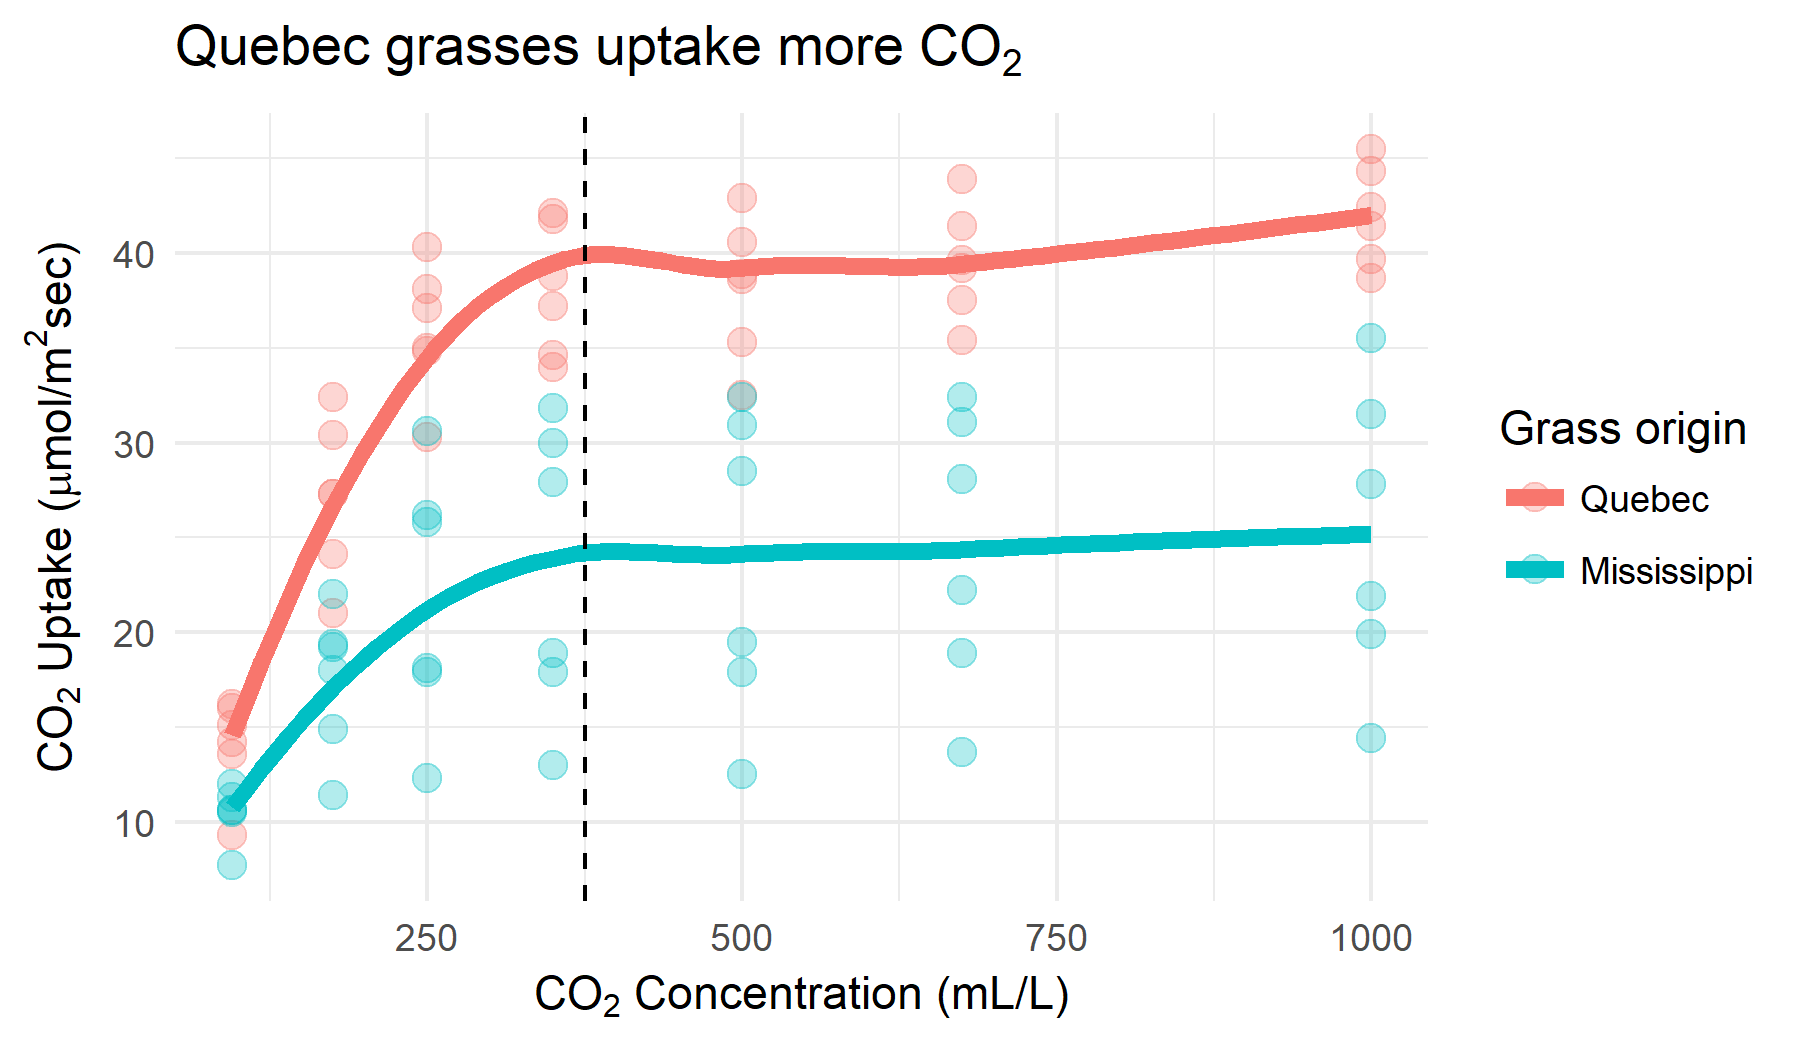 Quebec grasses uptake more CO₂
CO₂ Uptake (μmol/m²sec)
40
30
20
10
250 500 750 1000
CO₂ Concentration (mL/L)
Grass origin
Quebec
Mississippi